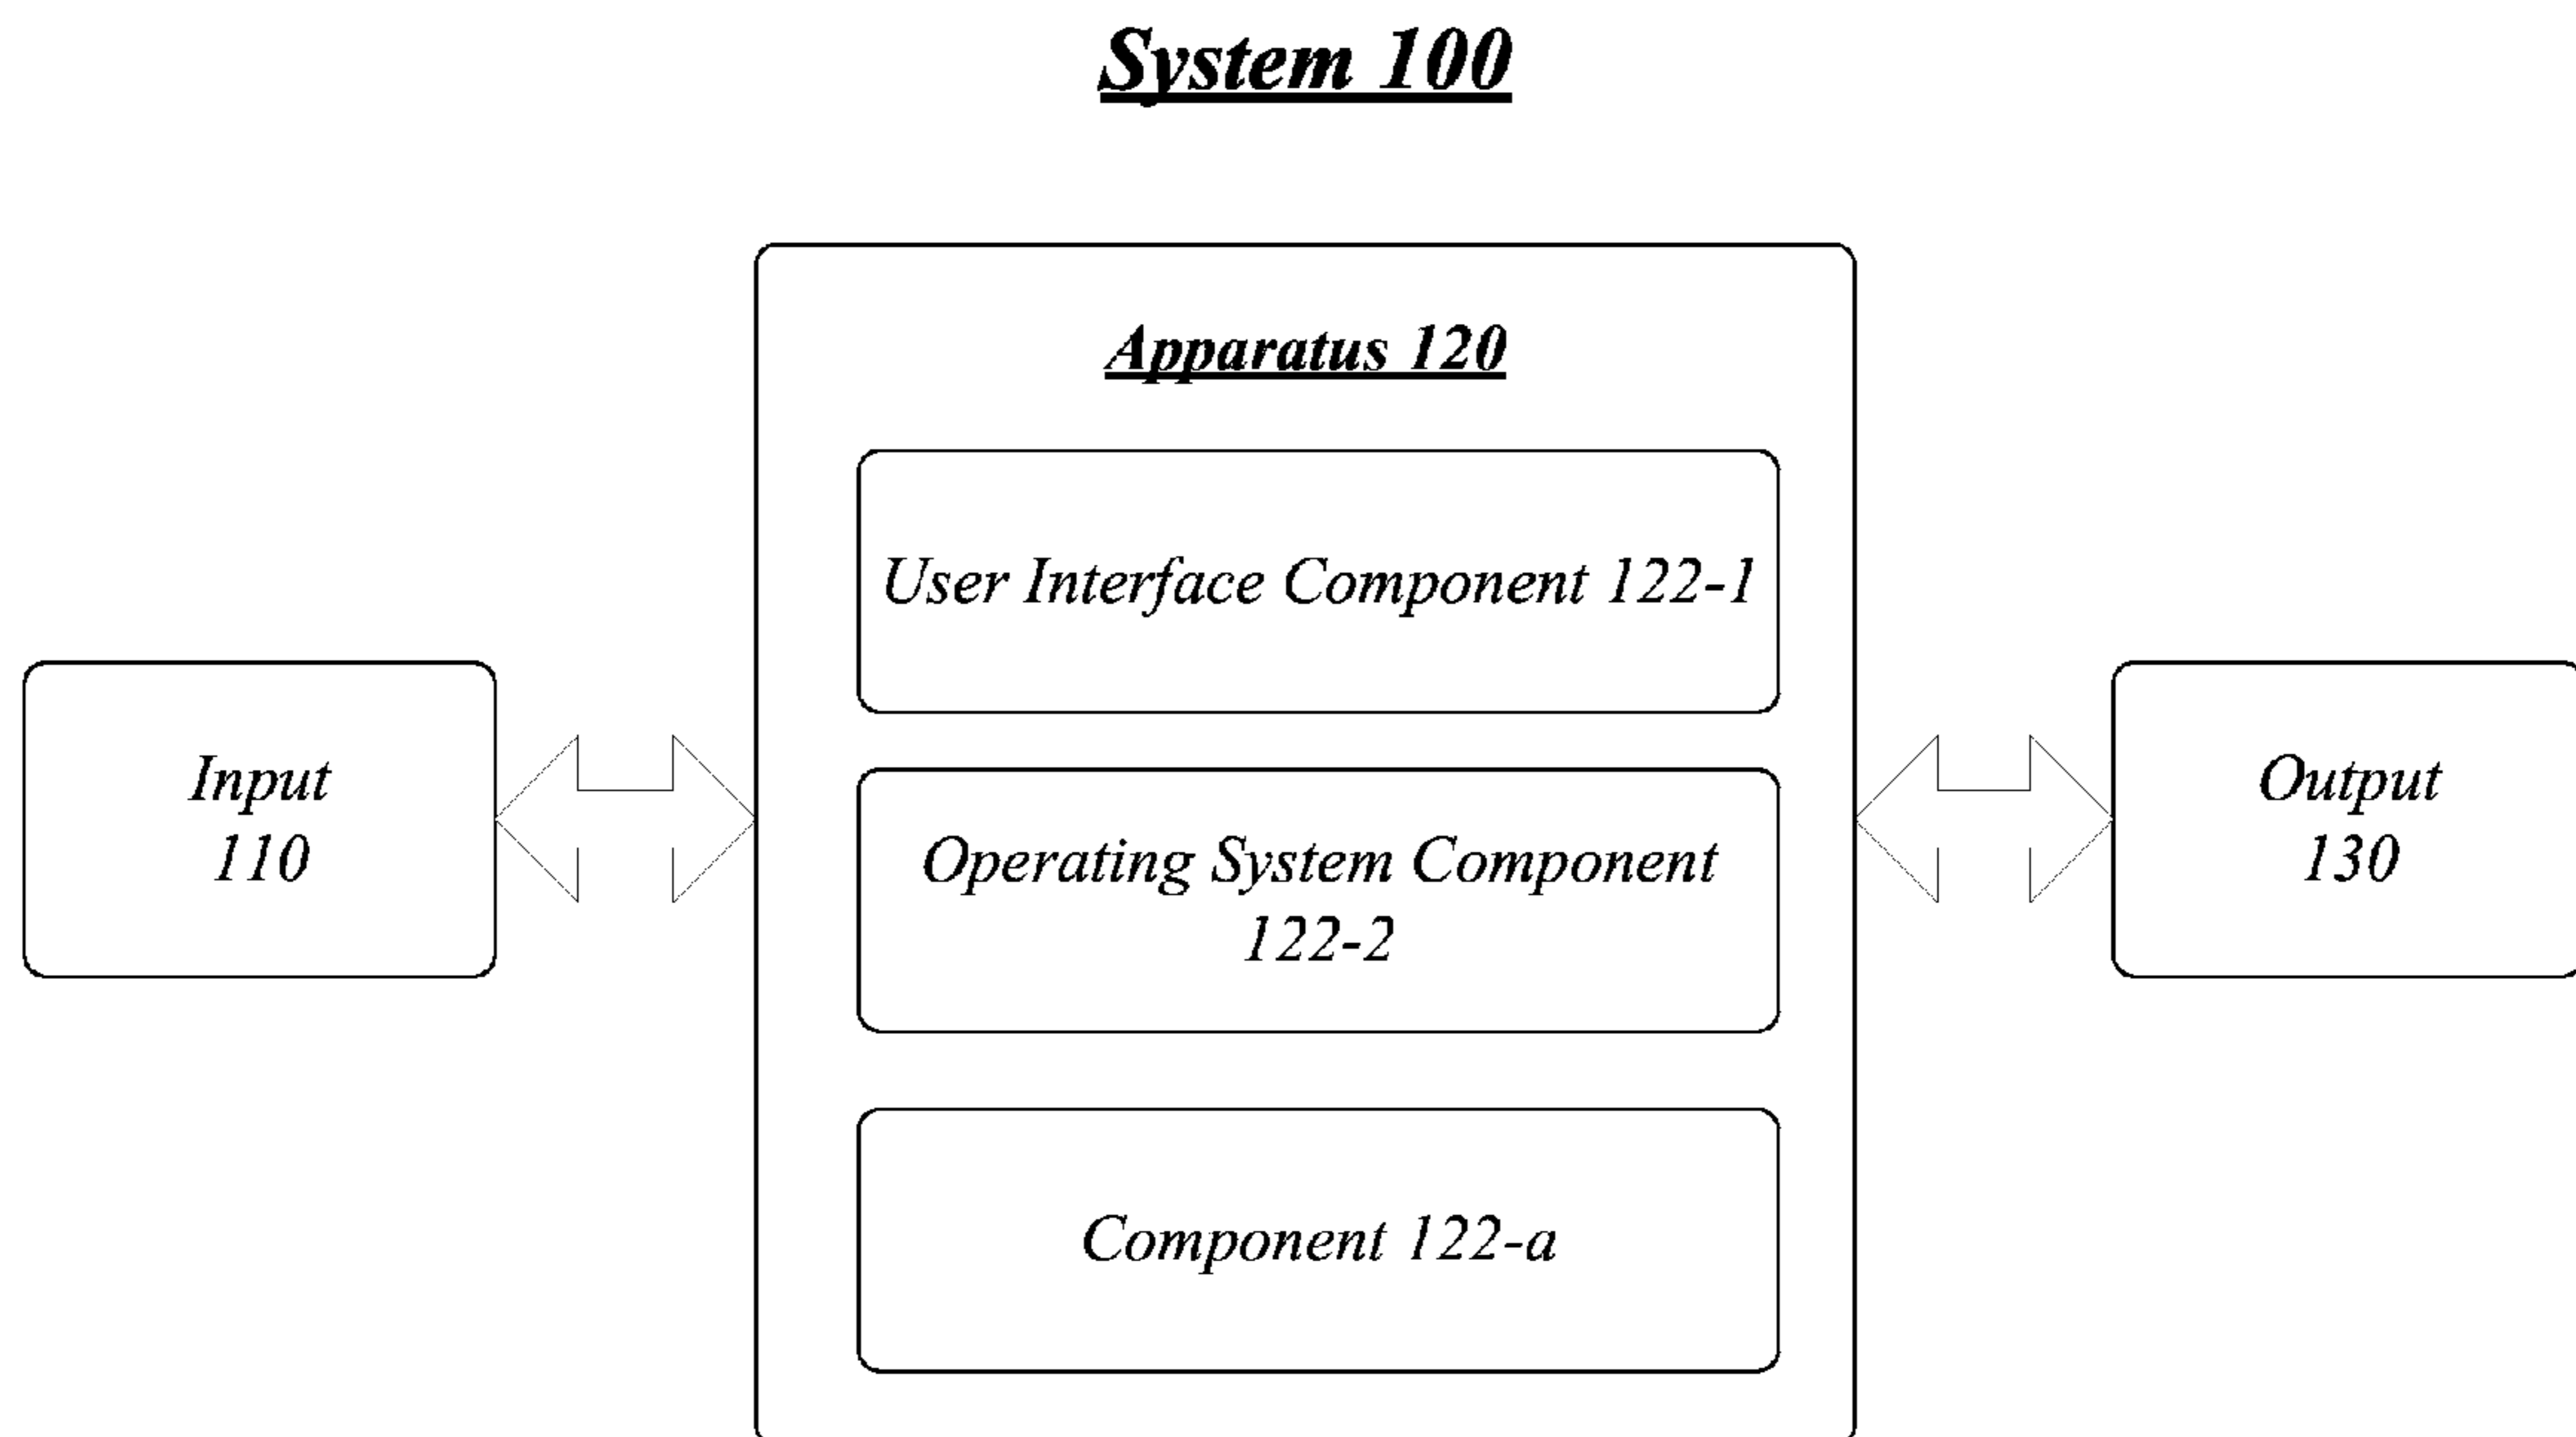 System 100
Apparatus 120
User Interface Component 122-1
Input
110
Operating System Component
122-2
Output
130
Component 122-a